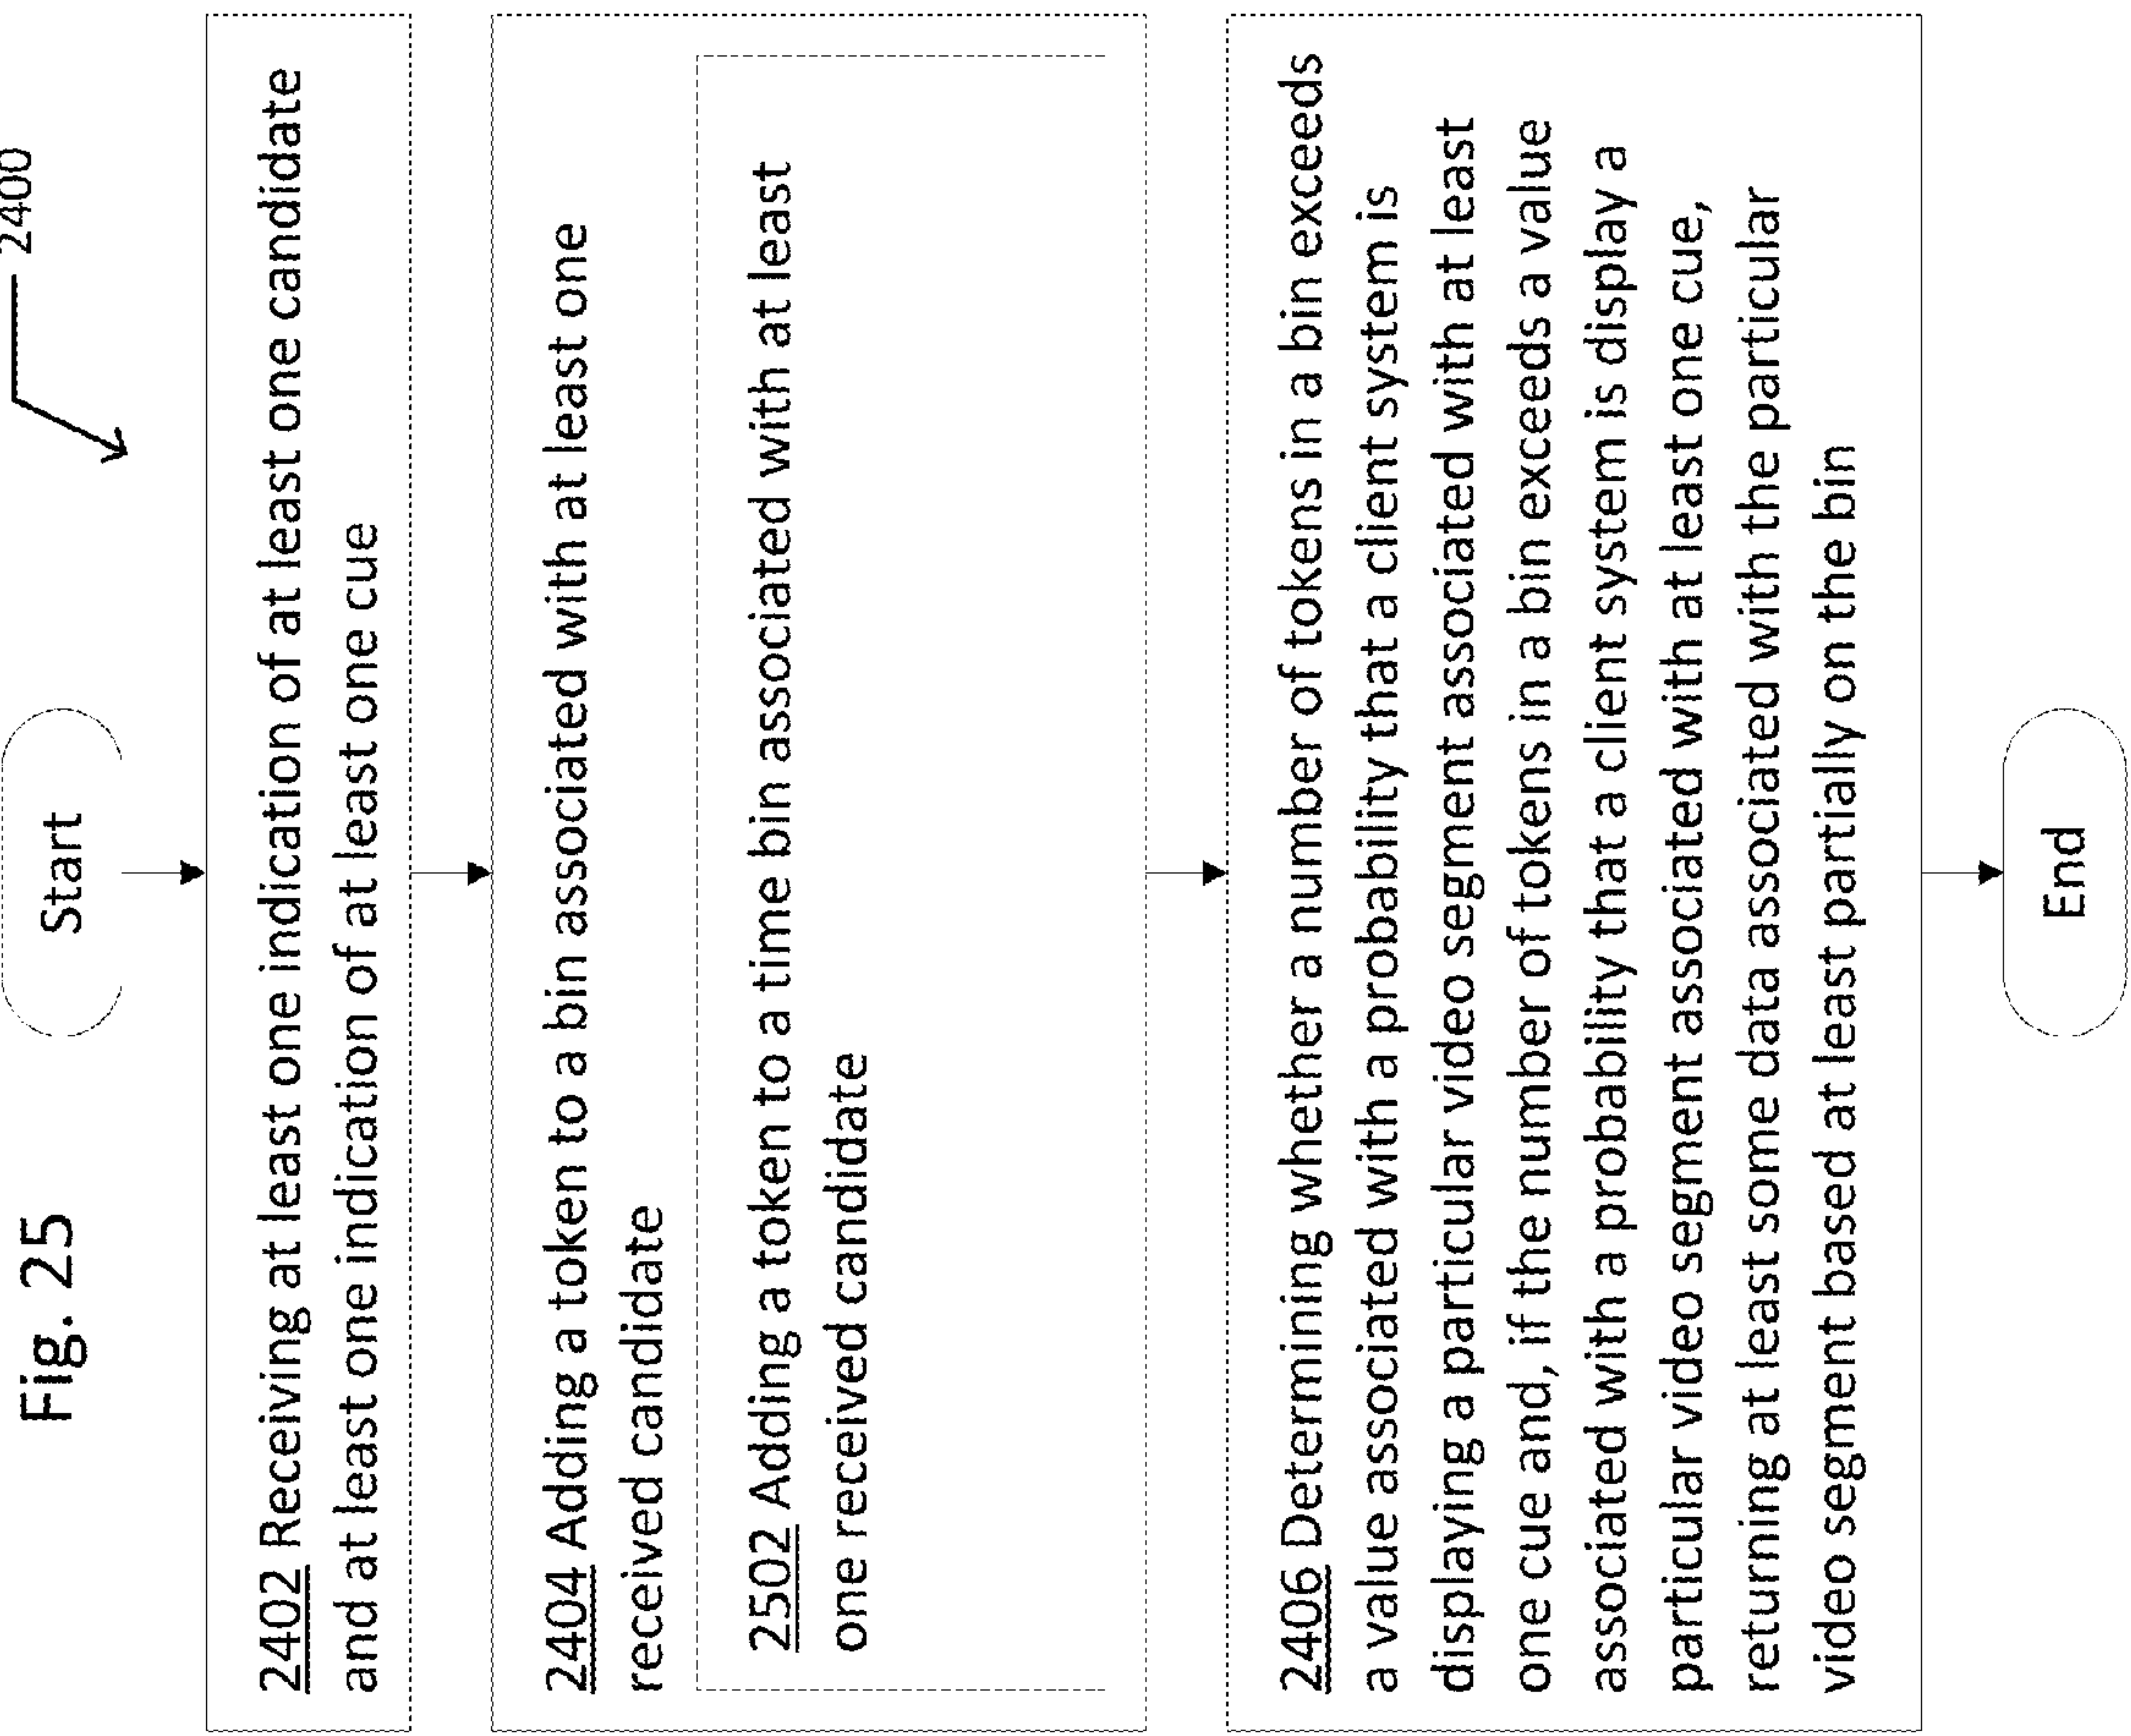 Fig. 25
2400
Start
2402 Receiving at least one indication of at least one candidate
and at least one indication of at least one cue
2404 Adding a token to a bin associated with at least one
received candidate
2502 Adding a token to a time bin associated with at least
one received candidate
2406 Determining whether a number of tokens in a bin exceeds
a value associated with a probability that a client system is
displaying a particular video segment associated with at least
one cue and, if the number of tokens in a bin exceeds a value
associated with a probability that a client system is display a
particular video segment associated with at least one cue,
returning at least some data associated with the particular
video segment based at least partially on the bin
End